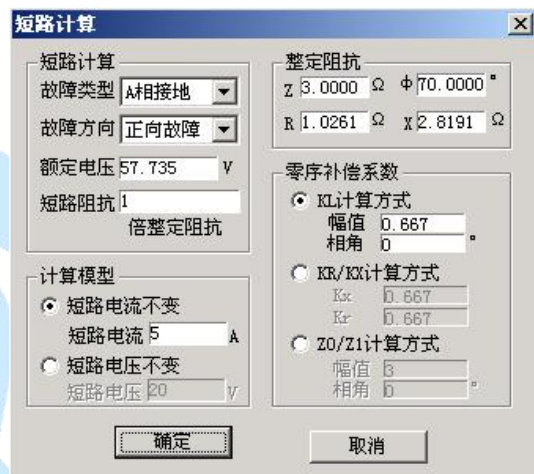 短路计算
短路计算
故障类型 A相接地
故障方向 正向故障
额定电压 57.735 V
短路阻抗 1
倍整定阻抗
计算模型
短路电流不变
短路电流 5 A
短路电压不变
短路电压 20 V
整定阻抗
Z 3.0000 Ω Φ 70.0000 °
R 1.0261 Ω X 2.8191 Ω
零序补偿系数
KL计算方式
幅值 0.667
相角 0 °
KR/KX计算方式
Kx 0.667
Kr 0.667
Z0/Z1计算方式
幅值 3
相角 0 °
确定
取消